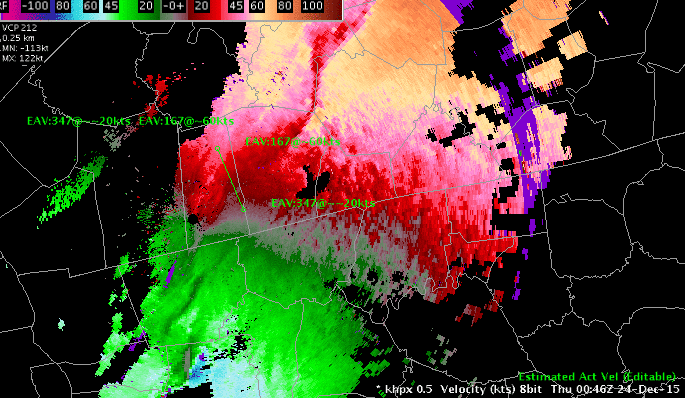 -100 80 60 45 20 -0+ 20 45 60 80 100
VCP 212
0.25 km
MN: -113kt
MX: 122kt
EAV:347@~~20kts EAV:167@~60kts
EAV:167@~60kts
EAV:347@~~20kts
Estimated Act Vel (Editable)
* khpx 0.5 Velocity (kts) 8bit Thu 00:46Z 24-Dec-15